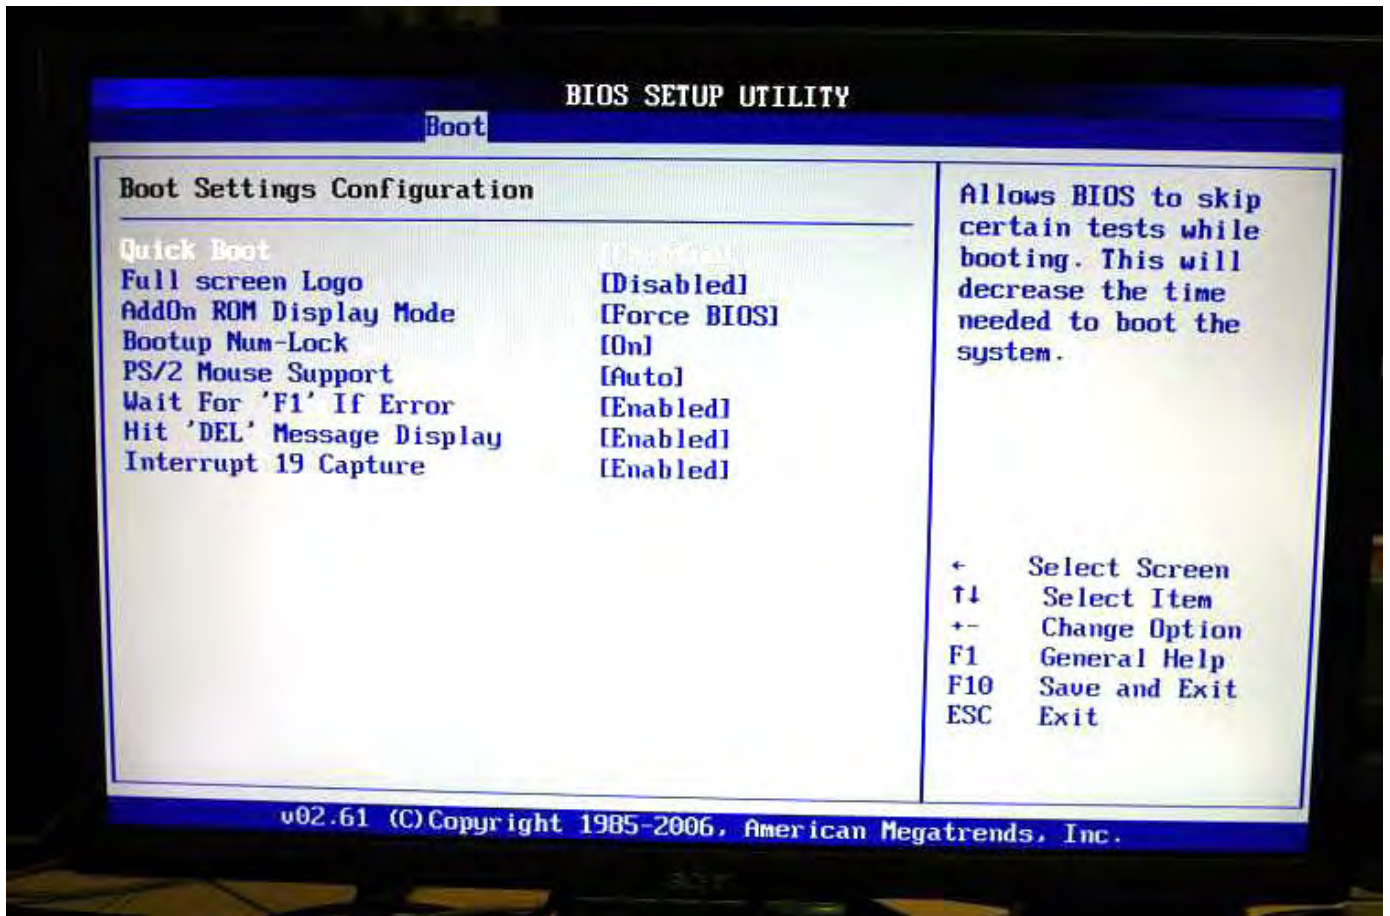 BIOS SETUP UTILITY
Boot
Boot Settings Configuration
Quick Boot
Full screen Logo [Disabled]
AddOn ROM Display Mode [Force BIOS]
Bootup Num-Lock [On]
PS/2 Mouse Support [Auto]
Wait For 'F1' If Error [Enabled]
Hit 'DEL' Message Display [Enabled]
Interrupt 19 Capture [Enabled]
Allows BIOS to skip
certain tests while
booting. This will
decrease the time
needed to boot the
system.
← Select Screen
↑↓ Select Item
+- Change Option
F1 General Help
F10 Save and Exit
ESC Exit
v02.61 (C)Copyright 1985-2006, American Megatrends, Inc.